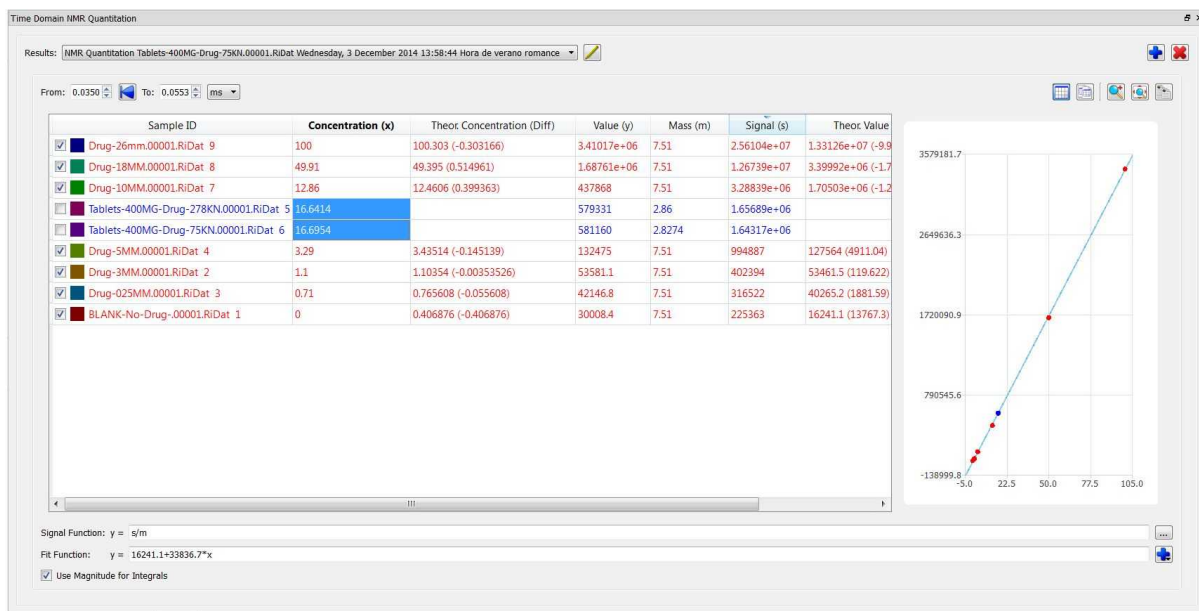 Time Domain NMR Quantitation
Results: NMR Quantitation Tablets-400MG-Drug-75KN.00001.RiDat Wednesday, 3 December 2014 13:58:44 Hora de verano romance
From: 0.0350 To: 0.0553 ms
Sample ID Concentration (x) Theor. Concentration (Diff) Value (y) Mass (m) Signal (s) Theor. Value
Drug-26mm.00001.RiDat 9 100 100.303 (-0.303166) 3.41017e+06 7.51 2.56104e+07 1.33126e+07 (-9.9
Drug-18MM.00001.RiDat 8 49.91 49.395 (0.514961) 1.68761e+06 7.51 1.26739e+07 3.39992e+06 (-1.7
Drug-10MM.00001.RiDat 7 12.86 12.4606 (0.399363) 437868 7.51 3.28839e+06 1.70503e+06 (-1.2
Tablets-400MG-Drug-278KN.00001.RiDat 5 16.6414 579331 2.86 1.65689e+06
Tablets-400MG-Drug-75KN.00001.RiDat 6 16.6954 581160 2.8274 1.64317e+06
Drug-5MM.00001.RiDat 4 3.29 3.43514 (-0.145139) 132475 7.51 994887 127564 (4911.04)
Drug-3MM.00001.RiDat 2 1.1 1.10354 (-0.00353526) 53581.1 7.51 402394 53461.5 (119.622)
Drug-025MM.00001.RiDat 3 0.71 0.765608 (-0.055608) 42146.8 7.51 316522 40265.2 (1881.59)
BLANK-No-Drug-.00001.RiDat 1 0 0.406876 (-0.406876) 30008.4 7.51 225363 16241.1 (13767.3)
3579181.7
2649636.3
1720090.9
790545.6
-138999.8
-5.0 22.5 50.0 77.5 105.0
Signal Function: y = s/m
...
Fit Function: y = 16241.1+33836.7*x
Use Magnitude for Integrals